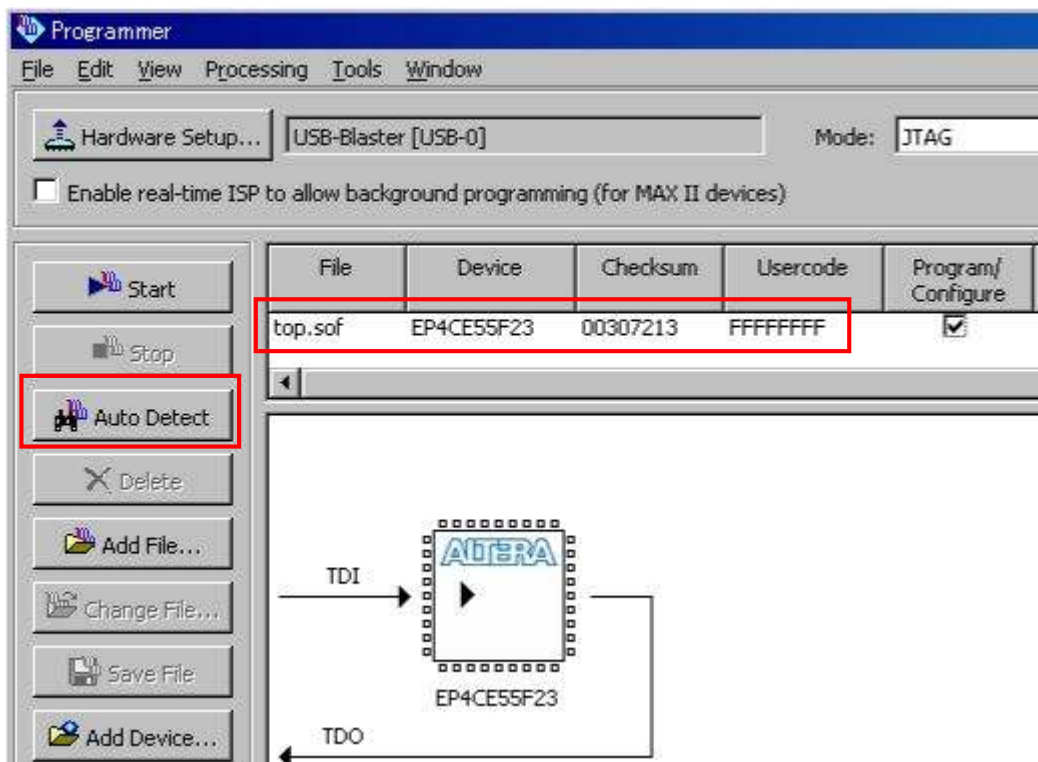 Programmer
File Edit View Processing Tools Window
Hardware Setup... USB-Blaster [USB-0] Mode: JTAG
Enable real-time ISP to allow background programming (for MAX II devices)
Start
Stop
Auto Detect
Delete
Add File...
Change File...
Save File
Add Device...
File Device Checksum Usercode Program/
Configure
top.sof EP4CE55F23 00307213 FFFFFFFF
ALTERA
TDI
EP4CE55F23
TDO